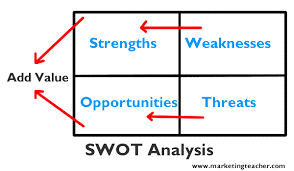 Strengths Weaknesses
Add Value
Opportunities Threats
SWOT Analysis
www.marketingteacher.com